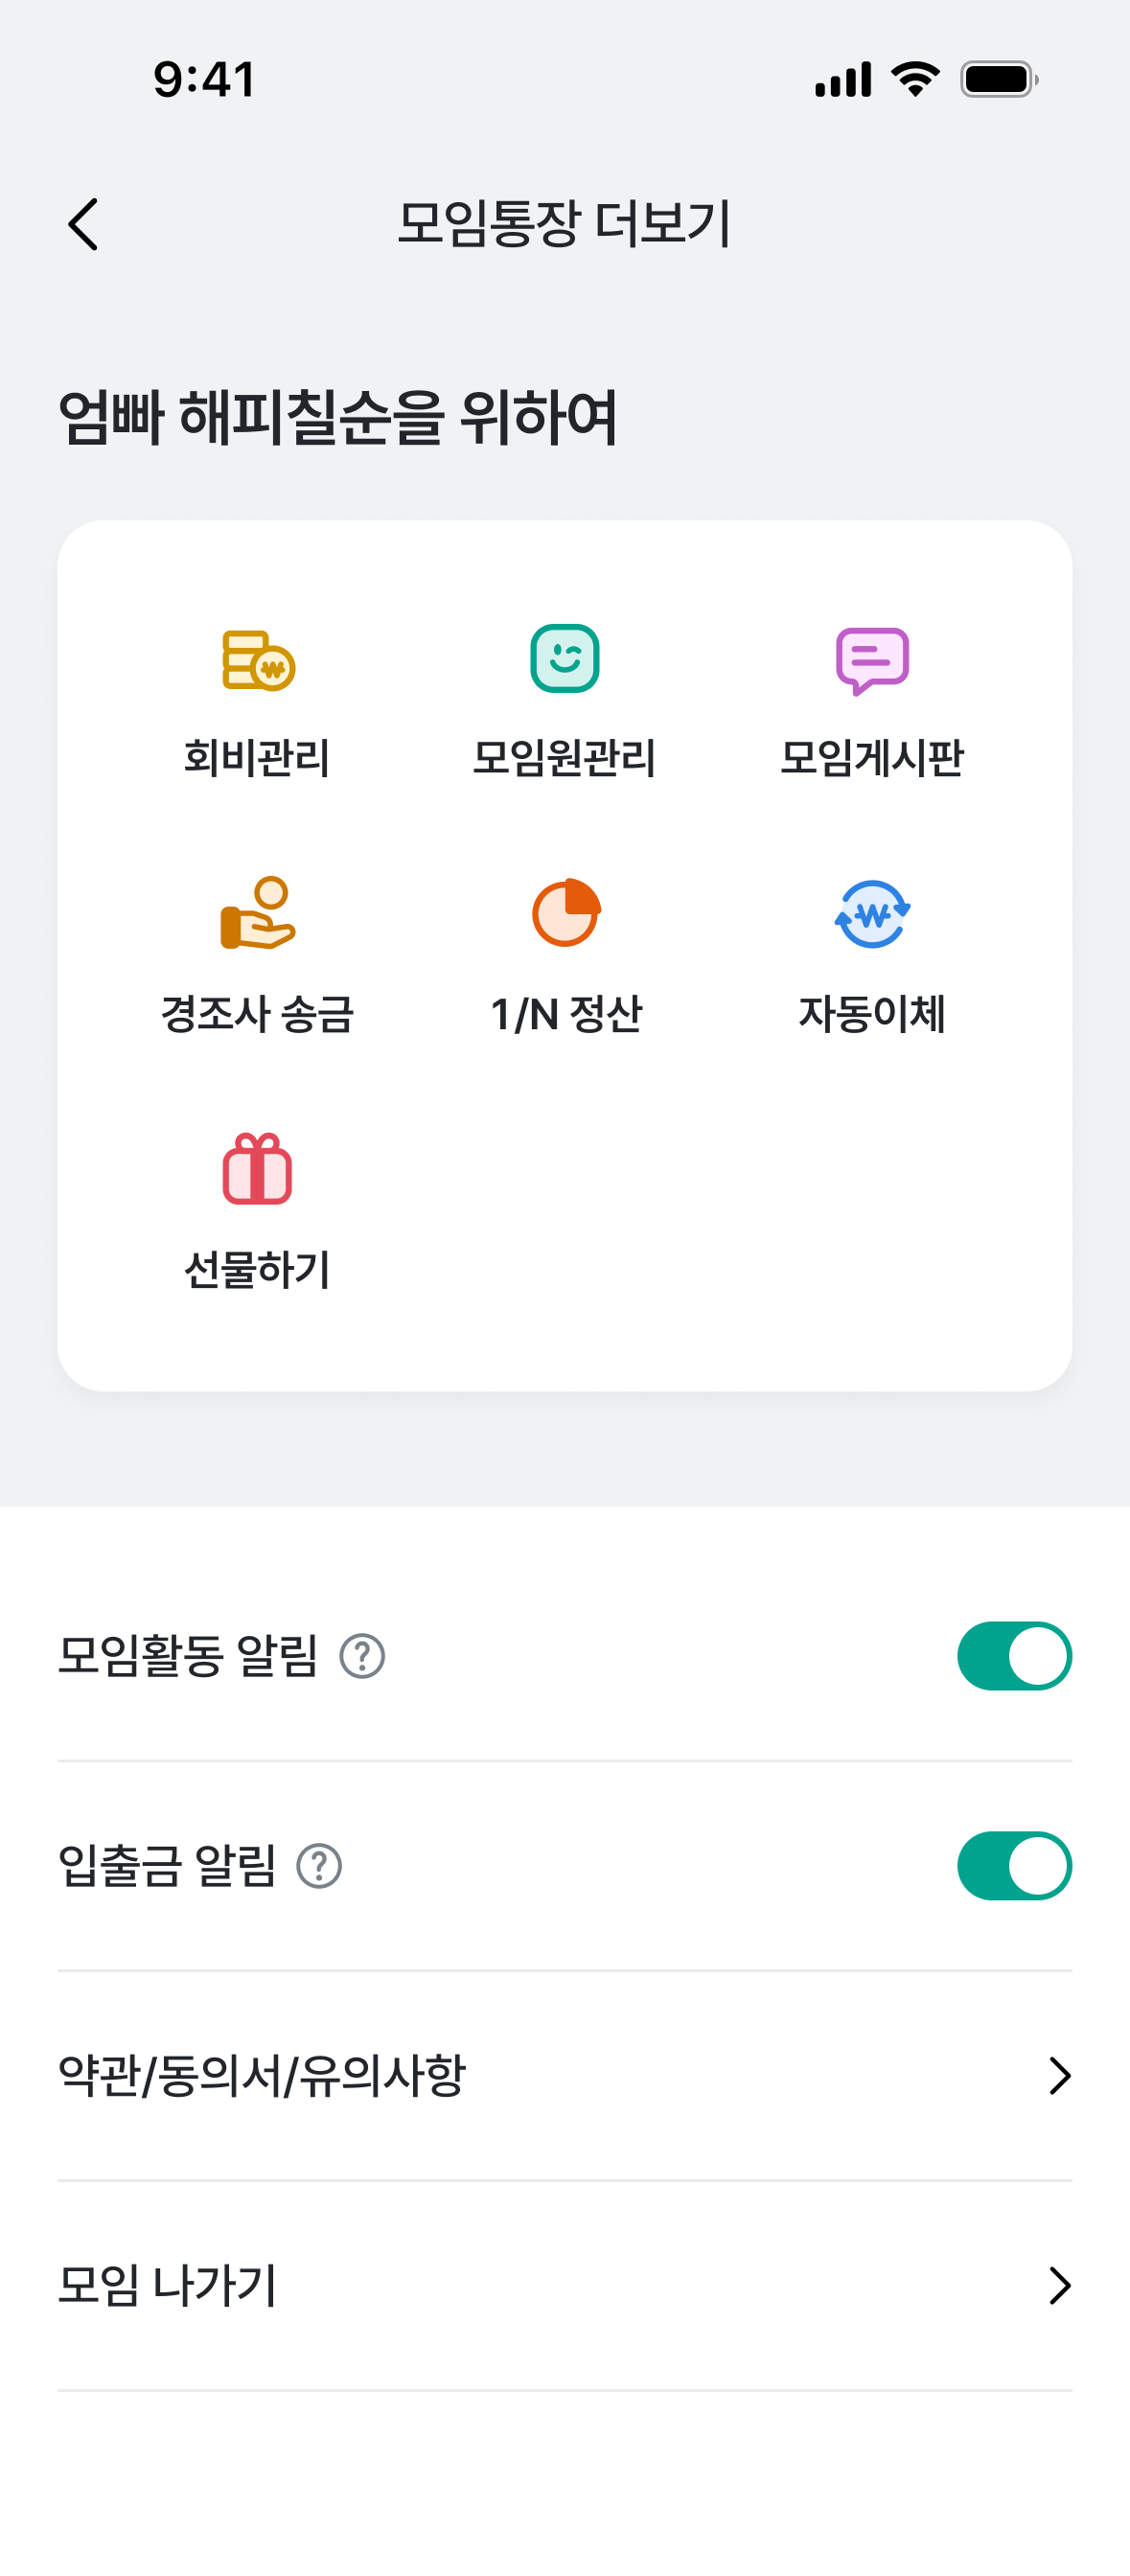 9:41
모임통장 더보기
엄빠 해피칠순을 위하여
회비관리
모임원관리
모임게시판
경조사 송금
1/N 정산
자동이체
선물하기
모임활동 알림
입출금 알림
약관/동의서/유의사항
모임 나가기